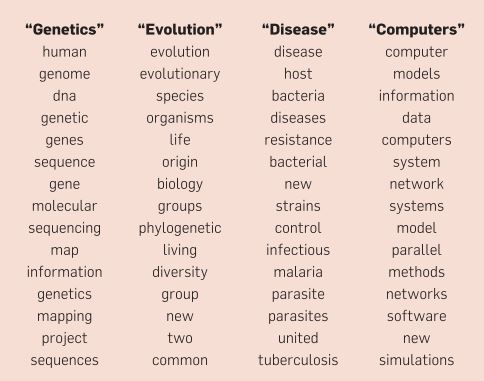 “Genetics” “Evolution” “Disease” “Computers”
human evolution disease computer
genome evolutionary host models
dna species bacteria information
genetic organisms diseases data
genes life resistance computers
sequence origin bacterial system
gene biology new network
molecular groups strains systems
sequencing phylogenetic control model
map living infectious parallel
information diversity malaria methods
genetics group parasite networks
mapping new parasites software
project two united new
sequences common tuberculosis simulations